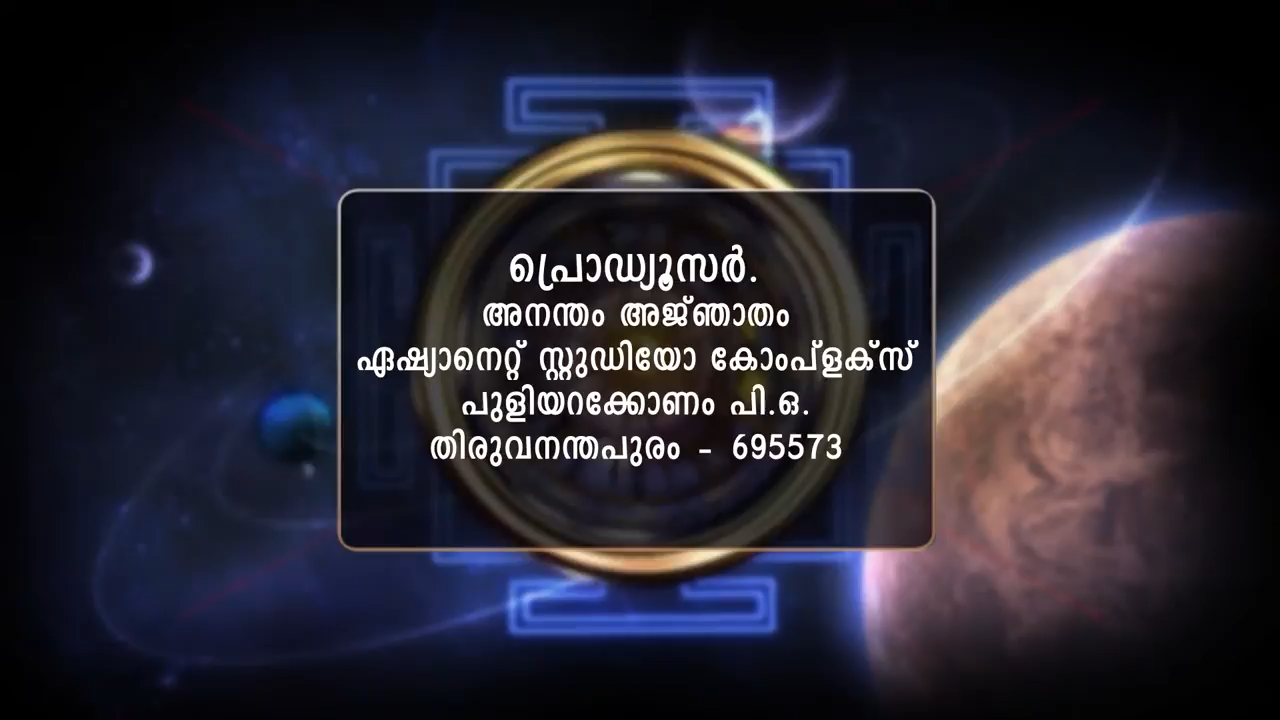 പ്രൊഡ്യൂസർ.
അനന്തം അജ്ഞാതം
ഏഷ്യാനെറ്റ് സ്റ്റുഡിയോ കോംപ്ളക്സ്
പുളിയറക്കോണം പി.ഒ.
തിരുവനന്തപുരം - 695573